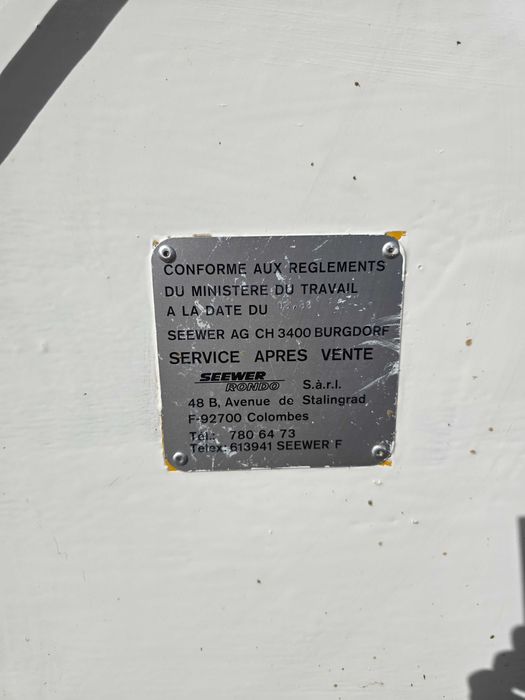 CONFORME AUX REGLEMENTS
DU MINISTERE DU TRAVAIL
A LA DATE DU
SEEWER AG CH 3400 BURGDORF
SERVICE APRES VENTE
SEEWER
RONDO S.à.r.l.
48 B, Avenue de Stalingrad
F-92700 Colombes
Tél.: 780 64 73
Telex: 613941 SEEWER F